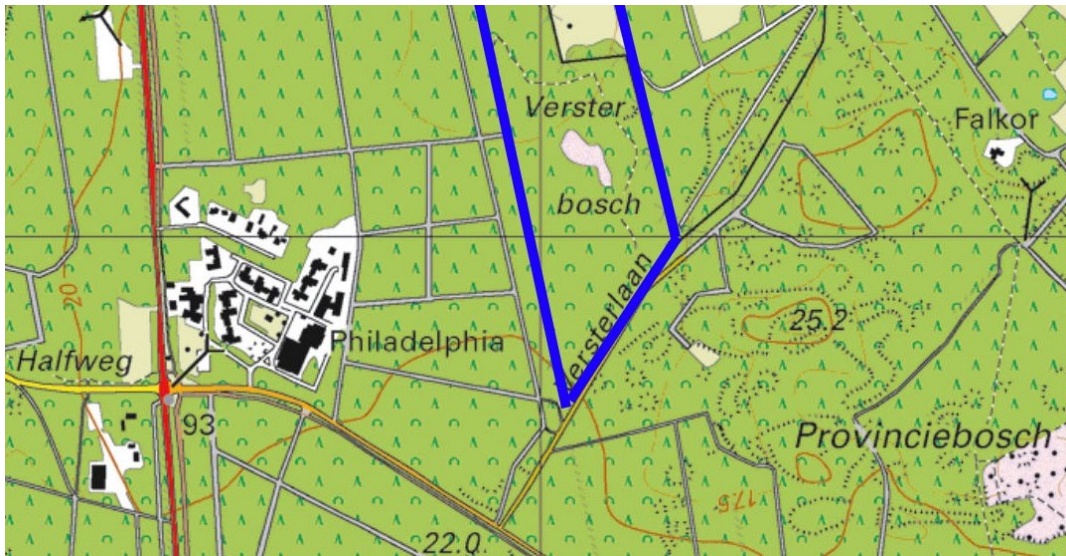 Verster
bosch
Falkor
Versterlaan
20
25.2
Philadelphia
Halfweg
93
Provinciebosch
17.5
22.0